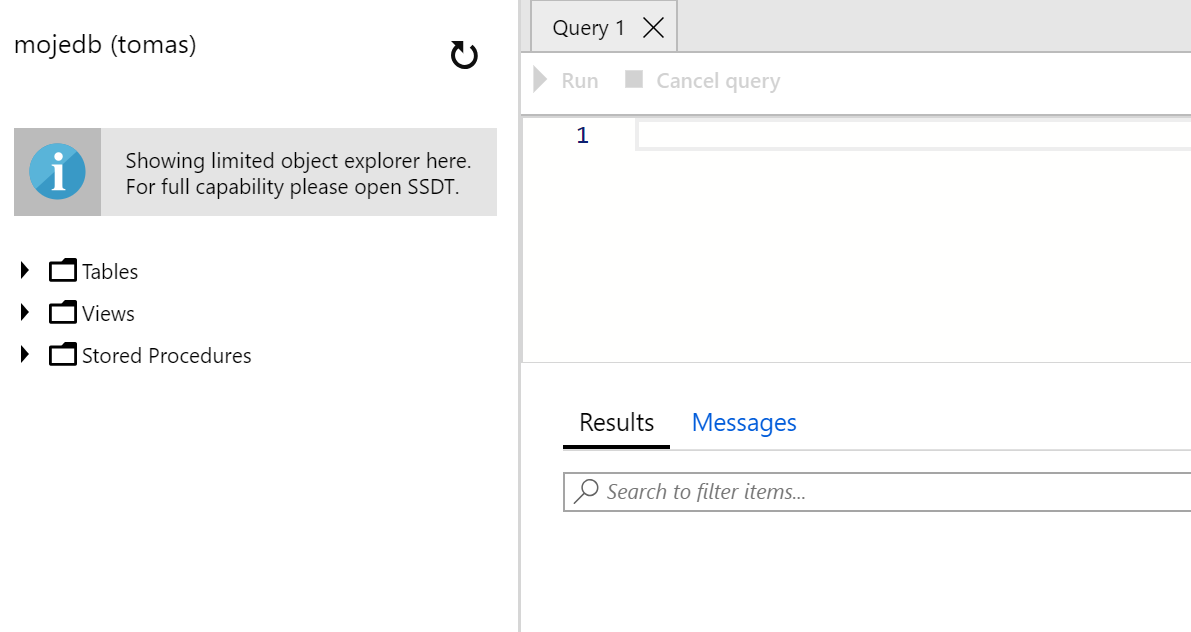 mojedb (tomas)
Showing limited object explorer here.
For full capability please open SSDT.
Tables
Views
Stored Procedures
Query 1
Run
Cancel query
1
Results
Messages
Search to filter items...